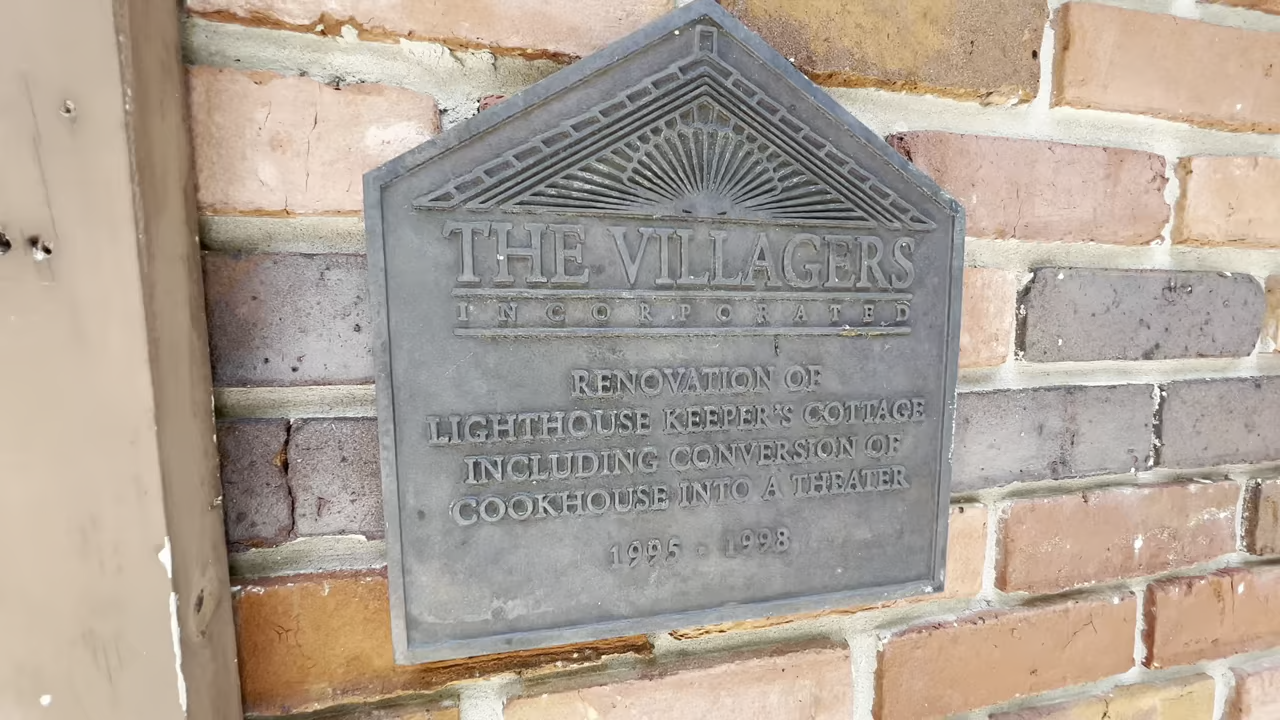 THE VILLAGERS
INCORPORATED
RENOVATION OF
LIGHTHOUSE KEEPER'S COTTAGE
INCLUDING CONVERSION OF
COOKHOUSE INTO A THEATER
1995 - 1998